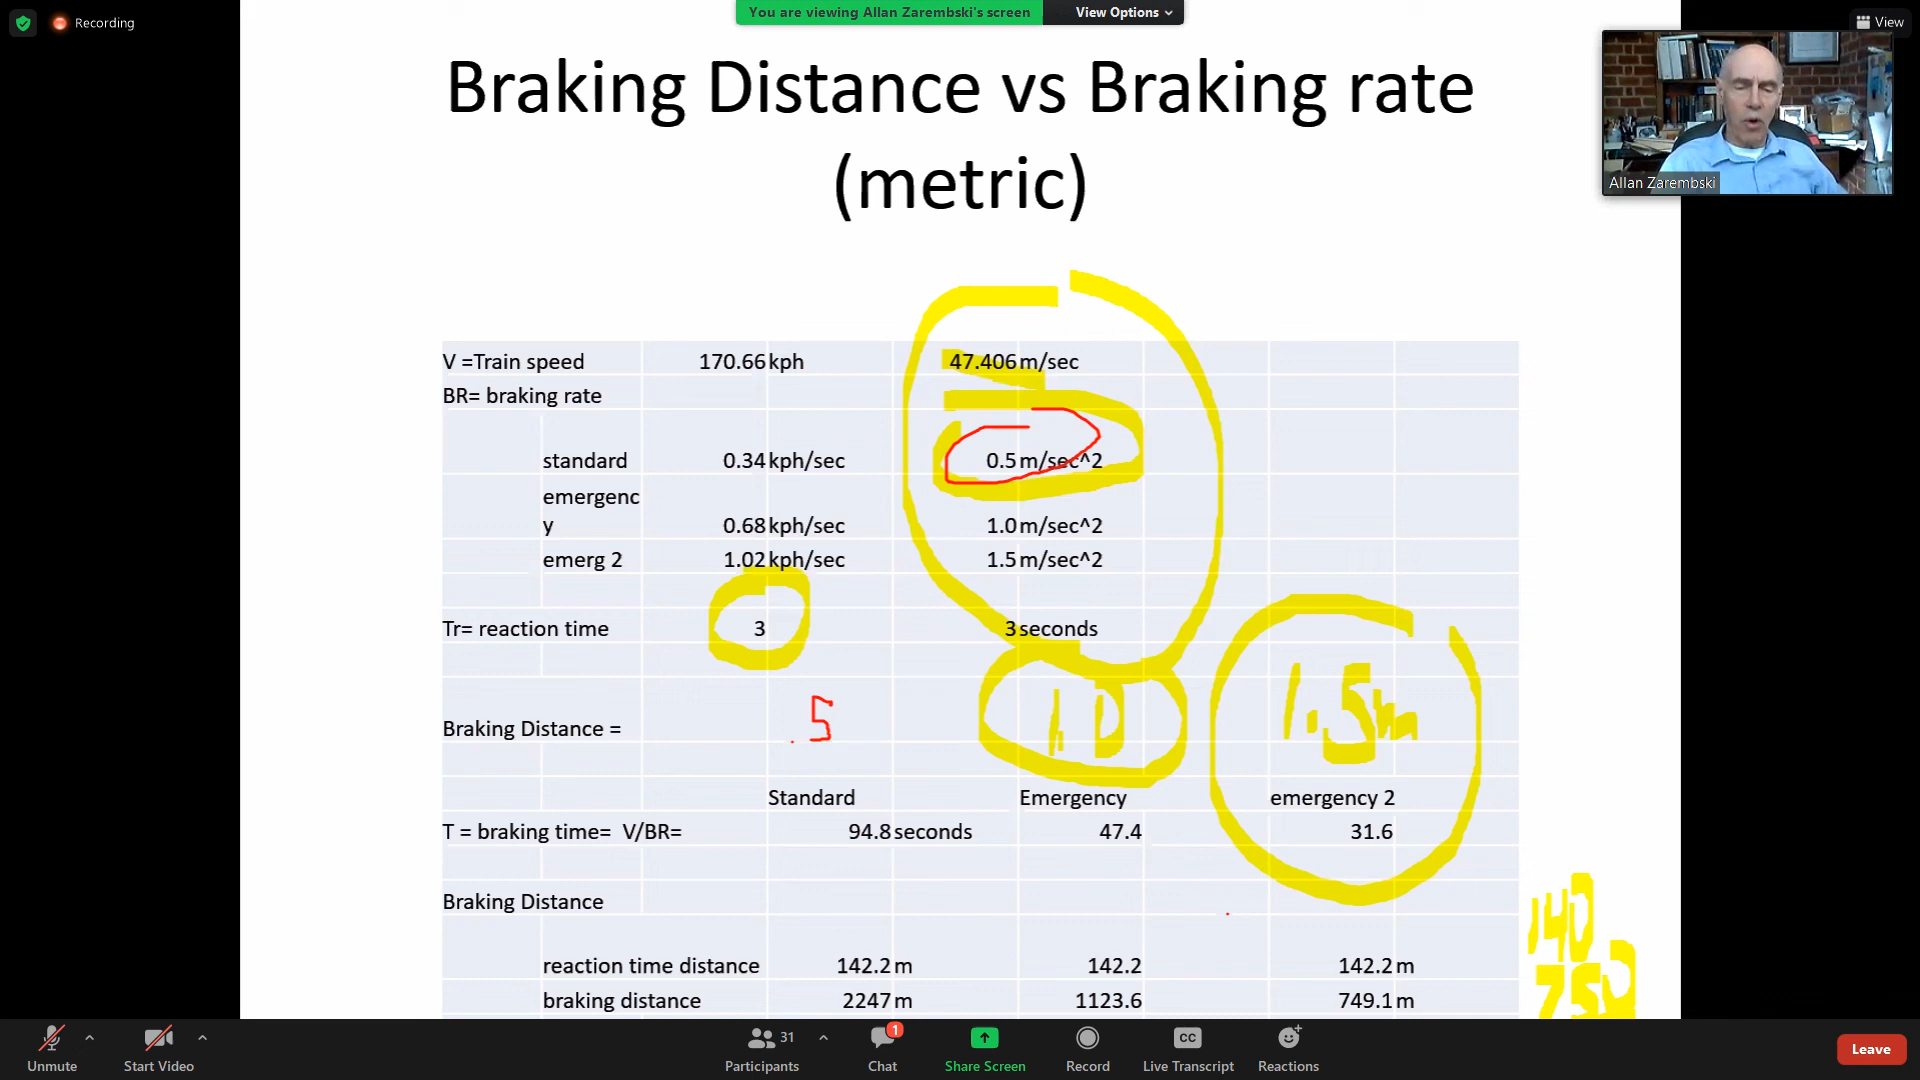 Recording
You are viewing Allan Zarembski's screen View Options
View
Braking Distance vs Braking rate
(metric)
Allan Zarembski
V =Train speed 170.66 kph 47.406 m/sec
BR= braking rate
standard 0.34 kph/sec 0.5 m/sec^2
emergenc
y 0.68 kph/sec 1.0 m/sec^2
emerg 2 1.02 kph/sec 1.5 m/sec^2
Tr= reaction time 3 3 seconds
Braking Distance = .5 1.0 1.5m
Standard Emergency emergency 2
T = braking time= V/BR= 94.8 seconds 47.4 31.6
Braking Distance
140
reaction time distance 142.2 m 142.2 142.2 m
750
braking distance 2247 m 1123.6 749.1 m
Unmute Start Video 31 Participants 1 Chat Share Screen Record CC Live Transcript Reactions Leave